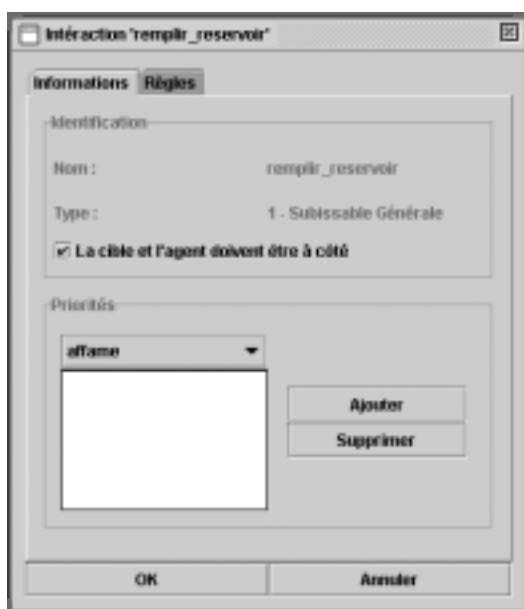 Intéraction 'remplir_reservoir'
Informations Règles
Identification
Nom : remplir_reservoir
Type : 1 - Subissable Générale
La cible et l'agent doivent être à côté
Priorités
affame
Ajouter
Supprimer
OK Annuler